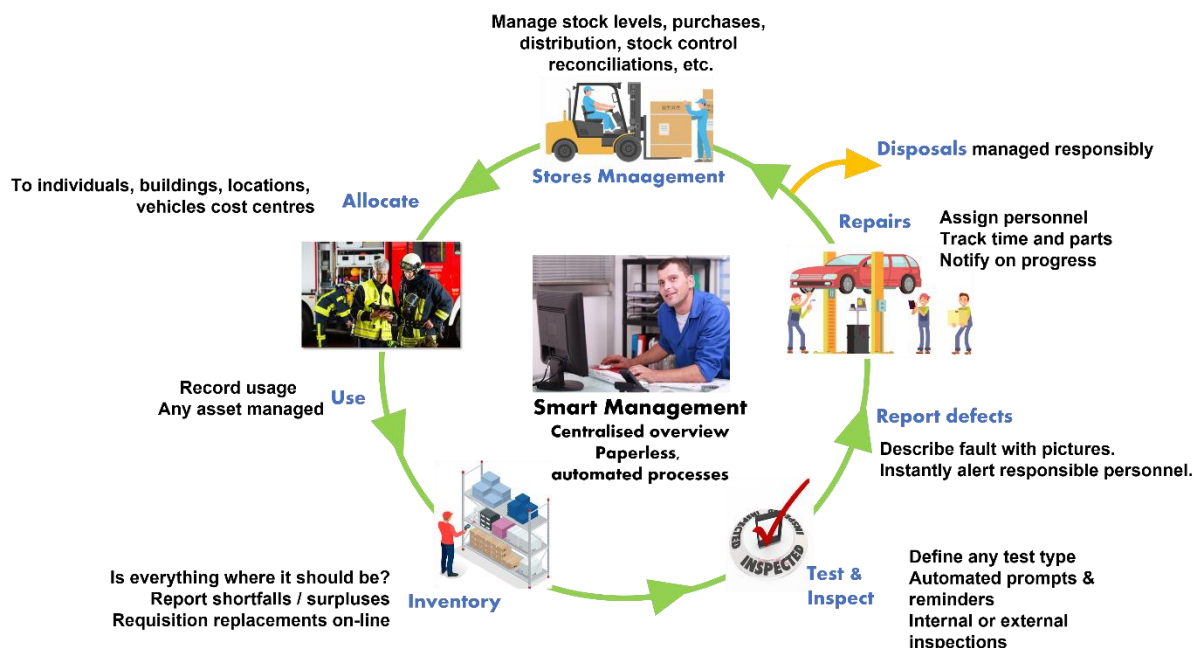 Manage stock levels, purchases,
distribution, stock control
reconciliations, etc.
Stores Mnaagement
Disposals managed responsibly
To individuals, buildings, locations,
vehicles cost centres
Allocate
Repairs
Assign personnel
Track time and parts
Notify on progress
Record usage
Any asset managed
Use
Smart Management
Centralised overview
Paperless,
automated processes
Report defects
Describe fault with pictures.
Instantly alert responsible personnel.
Is everything where it should be?
Report shortfalls / surpluses
Requisition replacements on-line
Inventory
INSPECTED
INSPECTED
INSPECTED
Test &
Inspect
Define any test type
Automated prompts &
reminders
Internal or external
inspections